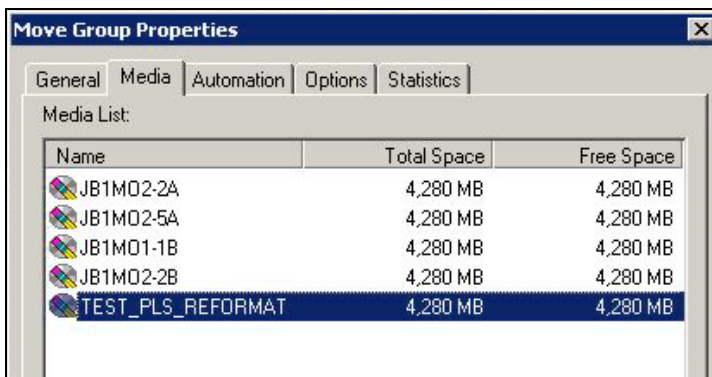 Move Group Properties
General Media Automation Options Statistics
Media List:
Name Total Space Free Space
JB1MO2-2A 4,280 MB 4,280 MB
JB1MO2-5A 4,280 MB 4,280 MB
JB1MO1-1B 4,280 MB 4,280 MB
JB1MO2-2B 4,280 MB 4,280 MB
TEST_PLS_REFORMAT 4,280 MB 4,280 MB